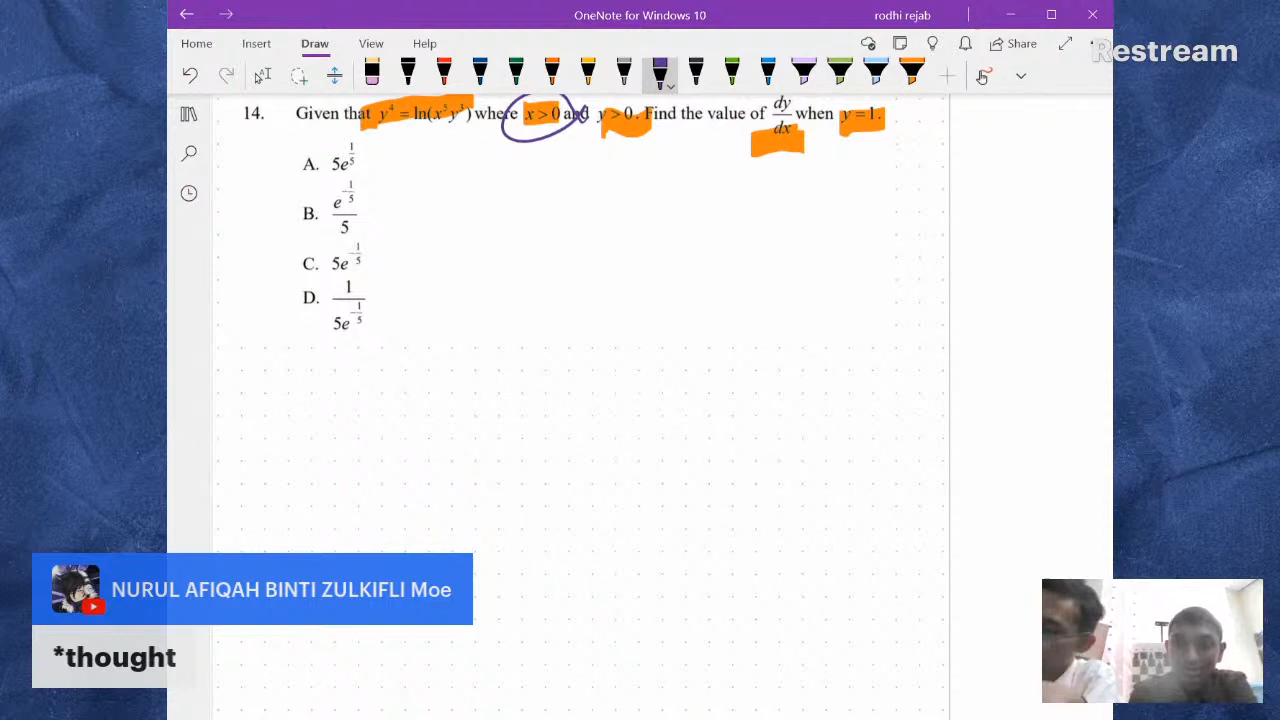 OneNote for Windows 10
rodhi rejab
Restream
Home Insert Draw View Help
Share
14. Given that y⁴ = ln(x⁵y³) where x > 0 and y > 0. Find the value of dy/dx when y = 1.
A. 5e^(1/5)
B. e^(-1/5)/5
C. 5e^(-1/5)
D. 1/(5e^(-1/5))
NURUL AFIQAH BINTI ZULKIFLI Moe
*thought